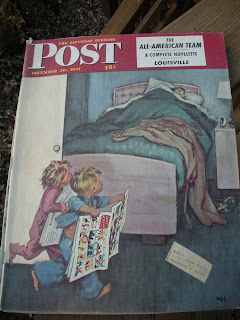 THE SATURDAY EVENING
POST
DECEMBER 20, 1947
15¢
THE
ALL-AMERICAN TEAM
A COMPLETE NOVELETTE
LOUISVILLE